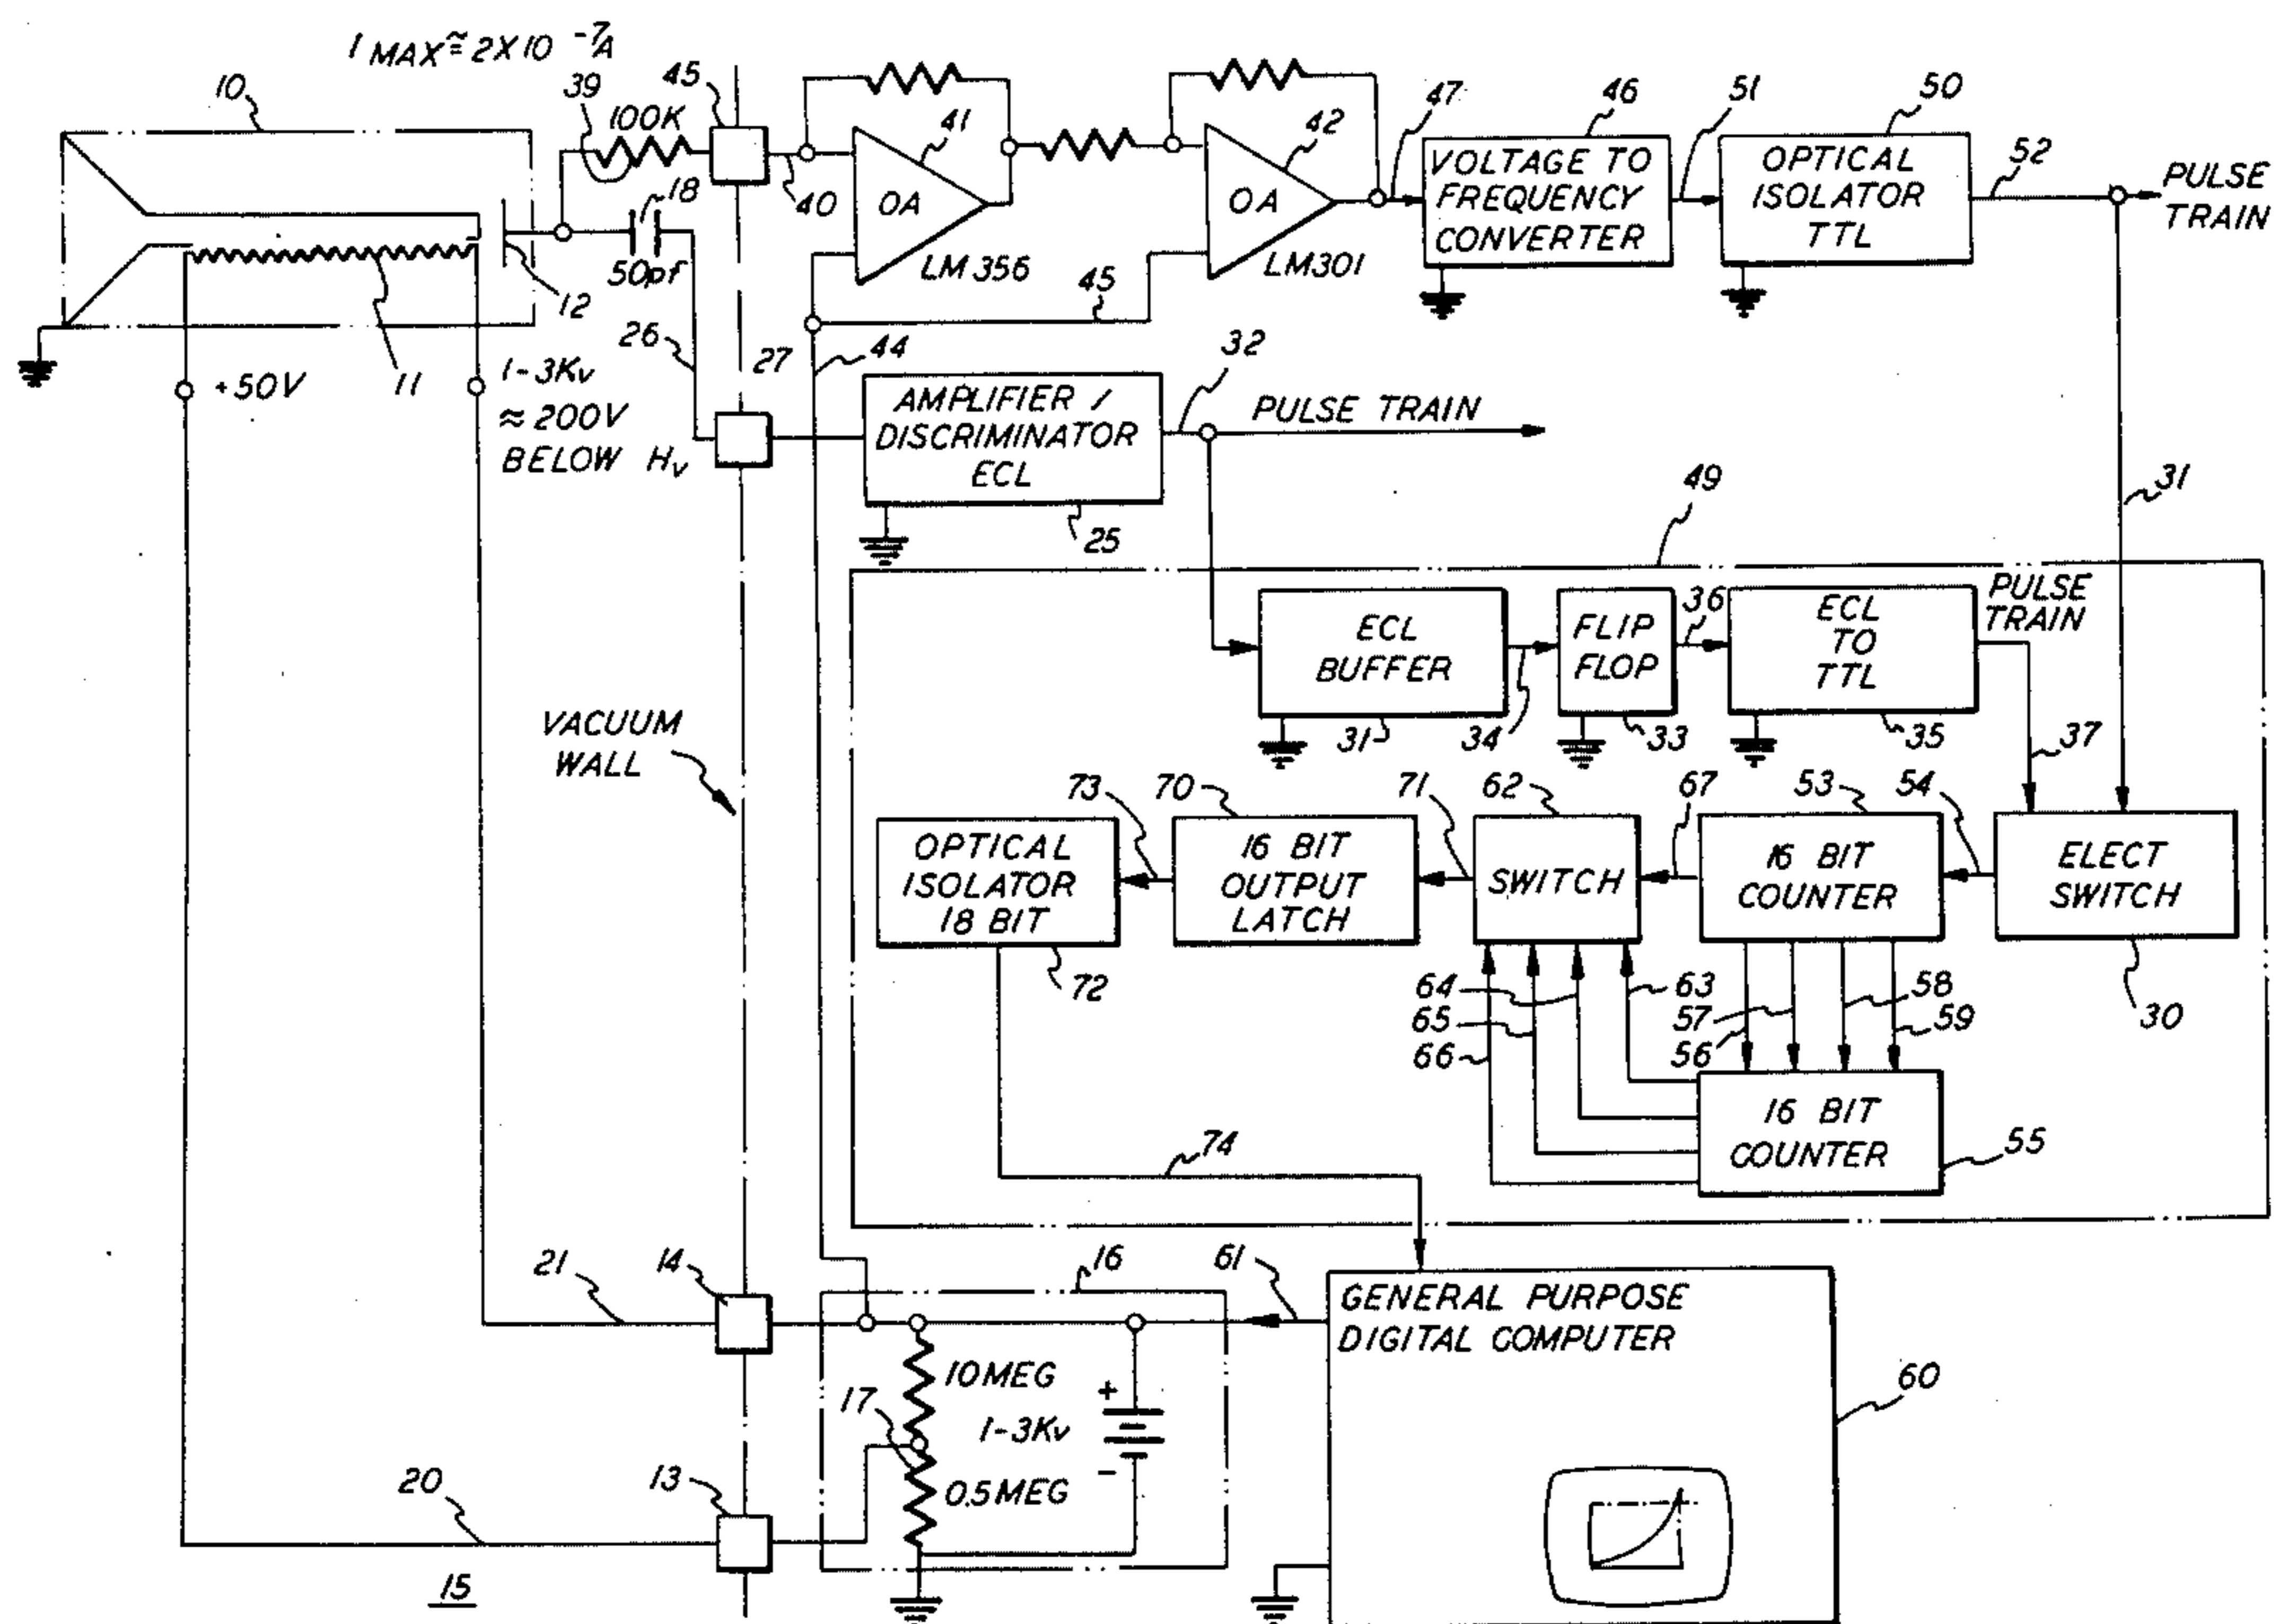 I MAX ≈ 2X10 -7A
10
39
100K
45
41
OA
LM356
40
42
OA
LM301
45
47
46
VOLTAGE TO
FREQUENCY
CONVERTER
51
50
OPTICAL
ISOLATOR
TTL
52
PULSE
TRAIN
18
50pf
12
11
+50V
1-3Kv
≈200V
BELOW Hv
26
27
44
AMPLIFIER /
DISCRIMINATOR
ECL
25
32
PULSE TRAIN
31
49
ECL
BUFFER
31
34
FLIP
FLOP
33
36
ECL
TO
TTL
35
PULSE
TRAIN
37
VACUUM
WALL
OPTICAL
ISOLATOR
18 BIT
72
73
70
16 BIT
OUTPUT
LATCH
71
62
SWITCH
67
53
16 BIT
COUNTER
54
ELECT
SWITCH
30
64
65
66
63
57
56
58
59
16 BIT
COUNTER
55
74
21
14
16
61
GENERAL PURPOSE
DIGITAL COMPUTER
60
10MEG
17
1-3Kv
+
-
0.5MEG
20
13
15